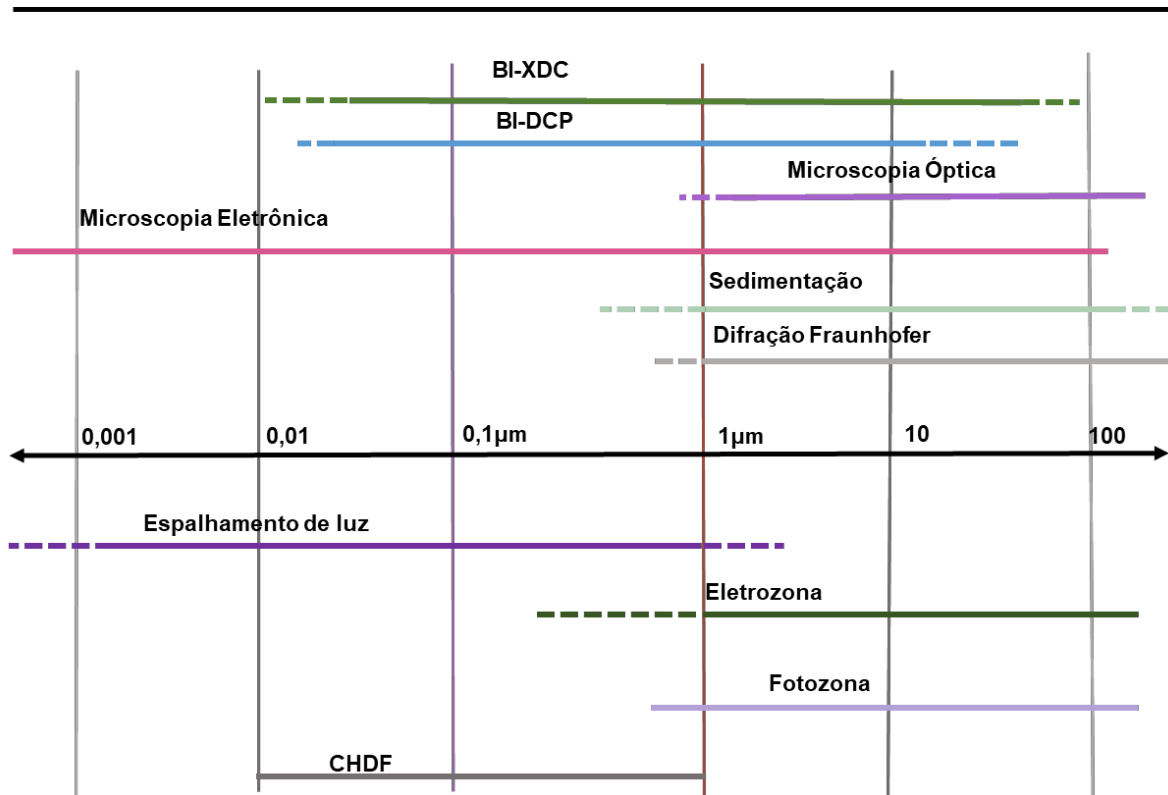 BI-XDC
BI-DCP
Microscopia Óptica
Microscopia Eletrônica
Sedimentação
Difração Fraunhofer
0,001 0,01 0,1µm 1µm 10 100
Espalhamento de luz
Eletrozona
Fotozona
CHDF